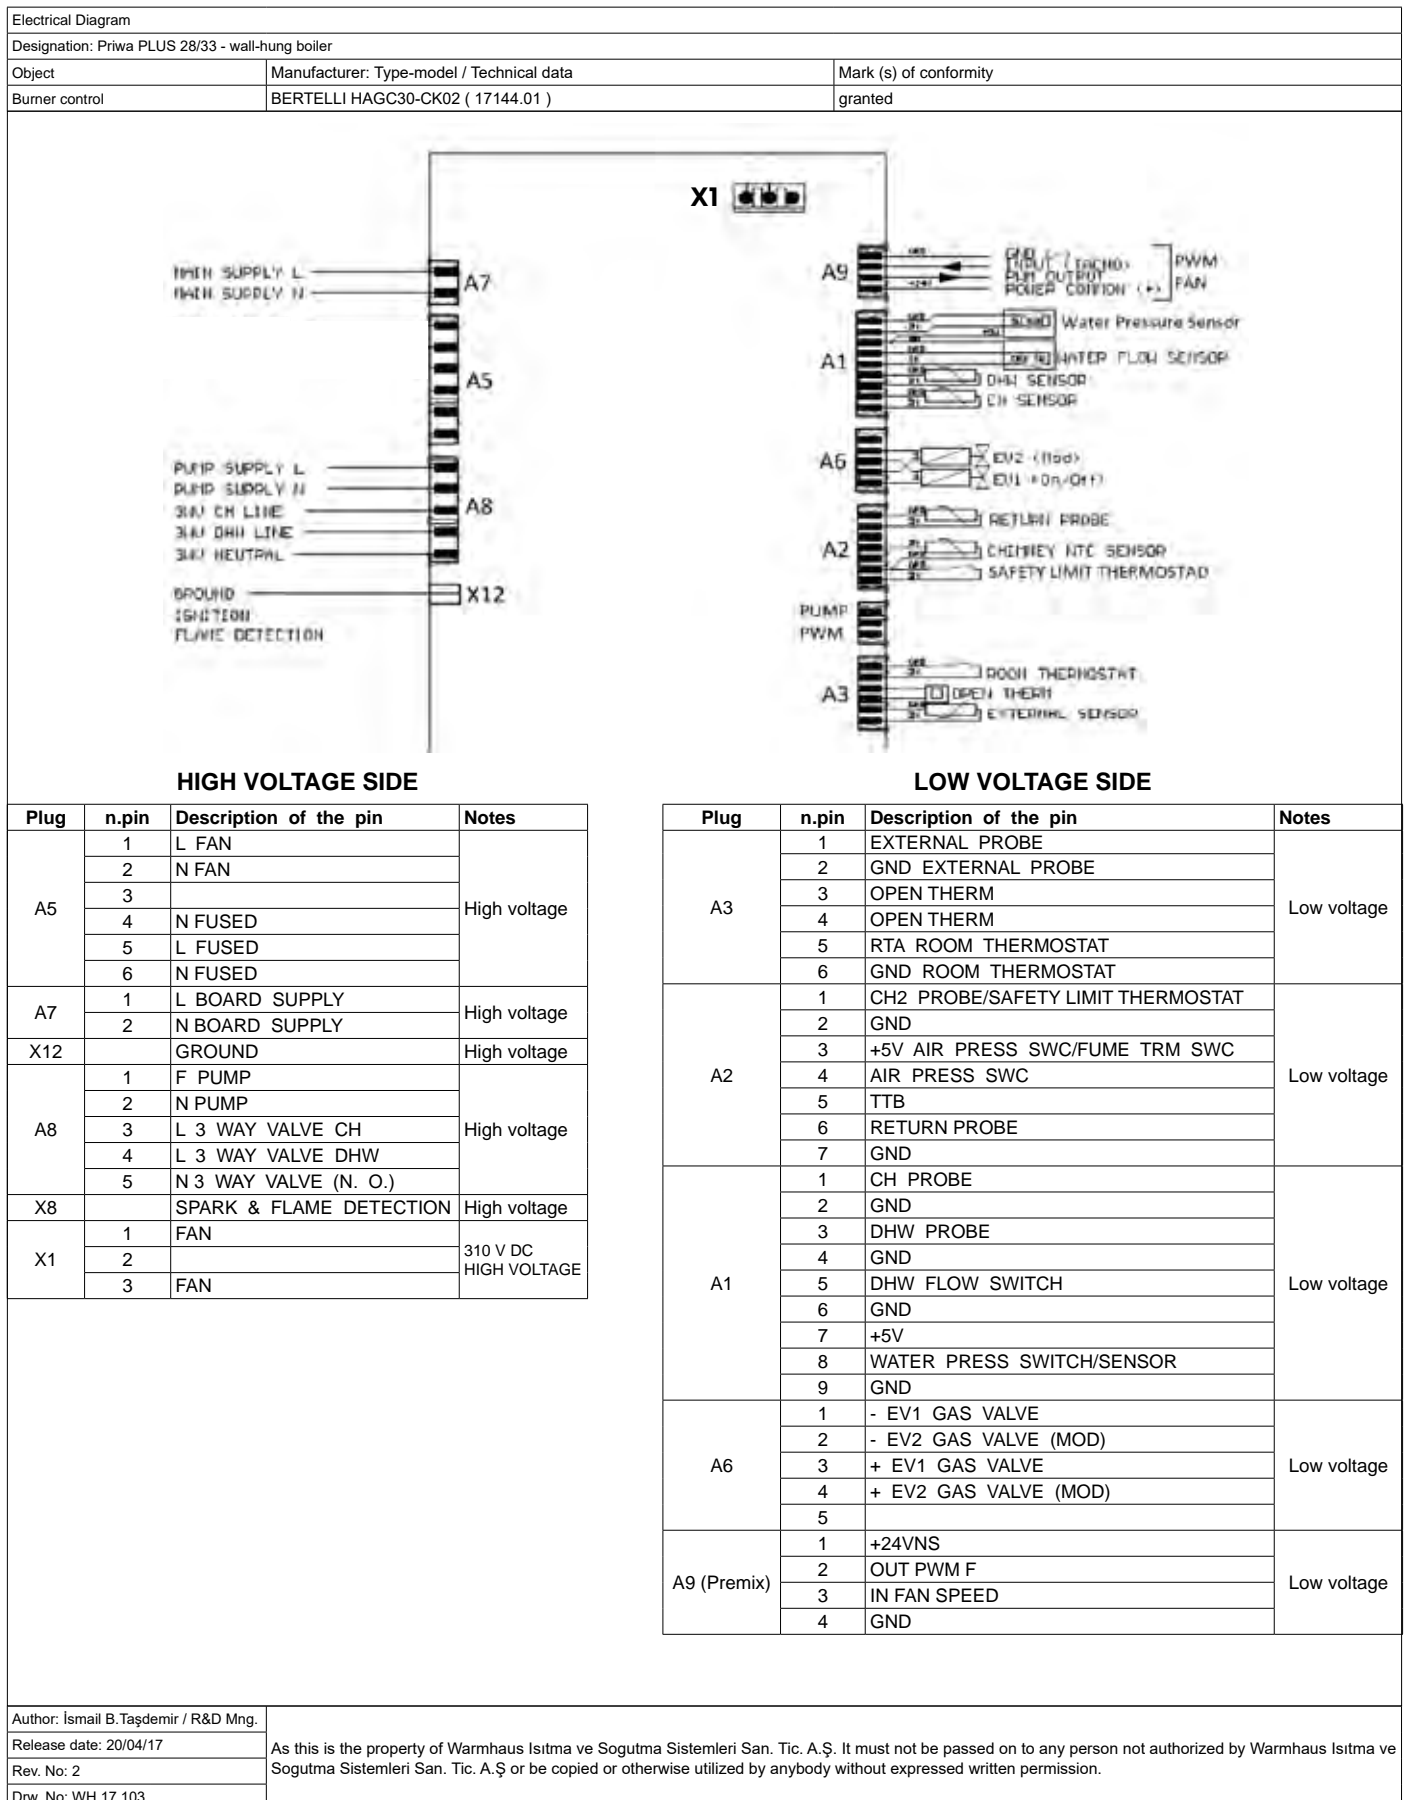 Electrical Diagram
Designation: Priwa PLUS 28/33 - wall-hung boiler
Object Manufacturer: Type-model / Technical data Mark (s) of conformity
Burner control BERTELLI HAGC30-CK02 ( 17144.01 ) granted
X1
MAIN SUPPLY L
MAIN SUPPLY N
A7
A5
PUMP SUPPLY L
PUMP SUPPLY N
3WV CH LINE
3WV DHW LINE
3WV NEUTRAL
A8
GROUND
X12
IGNITION
FLAME DETECTION
A9
INPUT (TACHO)
PWM OUTPUT
PWM
FAN
A1
Water Pressure Sensor
WATER FLOW SENSOR
DHW SENSOR
CH SENSOR
A6
EV2 (Mod)
EV1 (On/Off)
A2
RETURN PROBE
CHIMNEY NTC SENSOR
SAFETY LIMIT THERMOSTAD
PUMP
PWM
A3
ROOM THERMOSTAT
OPEN THERM
EXTERNAL SENSOR
HIGH VOLTAGE SIDE
Plug n.pin Description of the pin Notes
A5
1 L FAN
2 N FAN
3
4 N FUSED
5 L FUSED
6 N FUSED
High voltage
A7
1 L BOARD SUPPLY
2 N BOARD SUPPLY
High voltage
X12 GROUND High voltage
A8
1 F PUMP
2 N PUMP
3 L 3 WAY VALVE CH
4 L 3 WAY VALVE DHW
5 N 3 WAY VALVE (N. O.)
High voltage
X8 SPARK & FLAME DETECTION High voltage
X1
1 FAN
2
3 FAN
310 V DC
HIGH VOLTAGE
LOW VOLTAGE SIDE
Plug n.pin Description of the pin Notes
A3
1 EXTERNAL PROBE
2 GND EXTERNAL PROBE
3 OPEN THERM
4 OPEN THERM
5 RTA ROOM THERMOSTAT
6 GND ROOM THERMOSTAT
Low voltage
A2
1 CH2 PROBE/SAFETY LIMIT THERMOSTAT
2 GND
3 +5V AIR PRESS SWC/FUME TRM SWC
4 AIR PRESS SWC
5 TTB
6 RETURN PROBE
7 GND
Low voltage
A1
1 CH PROBE
2 GND
3 DHW PROBE
4 GND
5 DHW FLOW SWITCH
6 GND
7 +5V
8 WATER PRESS SWITCH/SENSOR
9 GND
Low voltage
A6
1 - EV1 GAS VALVE
2 - EV2 GAS VALVE (MOD)
3 + EV1 GAS VALVE
4 + EV2 GAS VALVE (MOD)
5
Low voltage
A9 (Premix)
1 +24VNS
2 OUT PWM F
3 IN FAN SPEED
4 GND
Low voltage
Author: İsmail B.Taşdemir / R&D Mng.
Release date: 20/04/17
Rev. No: 2
Drw. No: WH 17 103
As this is the property of Warmhaus Isıtma ve Sogutma Sistemleri San. Tic. A.Ş. It must not be passed on to any person not authorized by Warmhaus Isıtma ve
Sogutma Sistemleri San. Tic. A.Ş or be copied or otherwise utilized by anybody without expressed written permission.